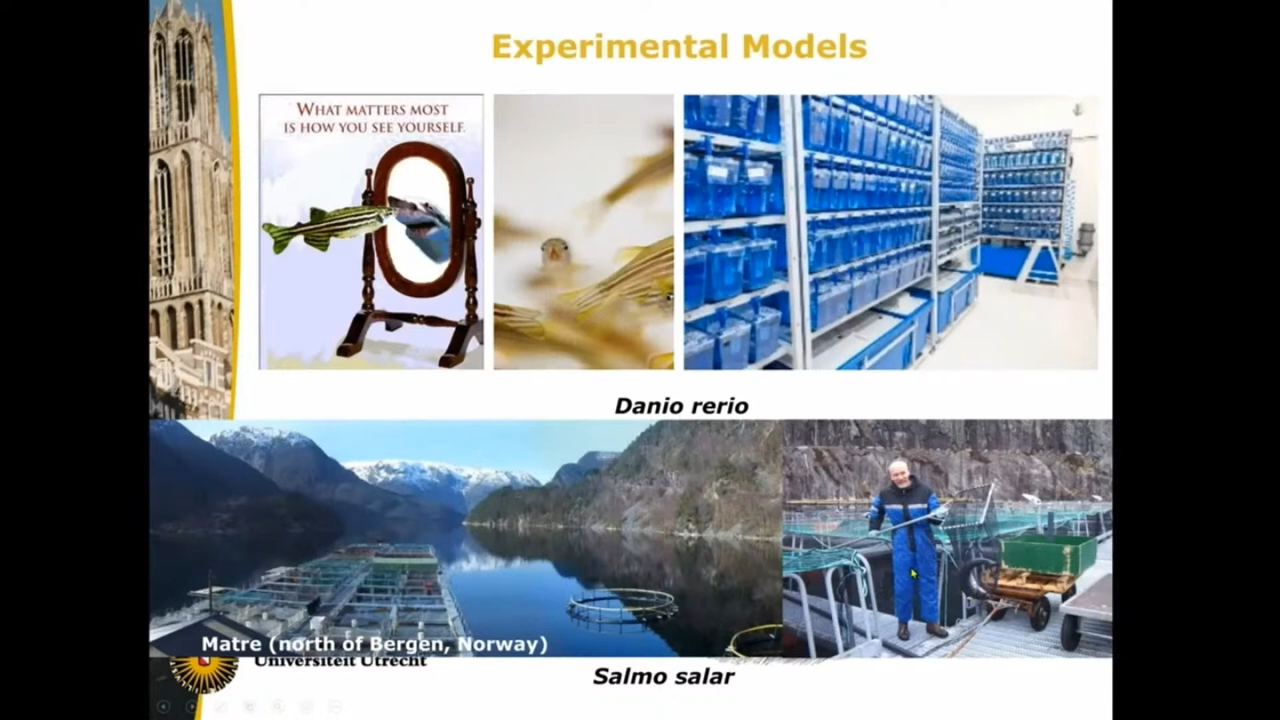 Experimental Models
WHAT MATTERS MOST
IS HOW YOU SEE YOURSELF.
Danio rerio
Matre (north of Bergen, Norway)
Universiteit Utrecht
Salmo salar